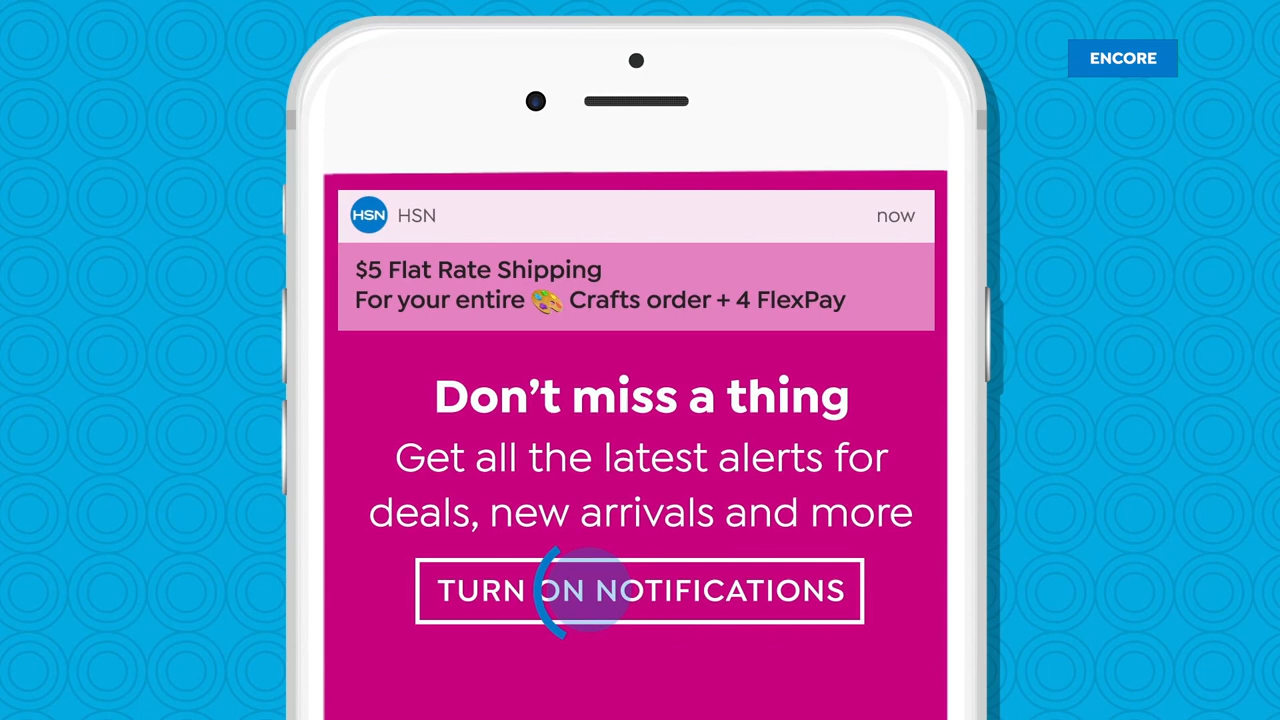 ENCORE
HSN HSN now
$5 Flat Rate Shipping
For your entire 🎨 Crafts order + 4 FlexPay
Don't miss a thing
Get all the latest alerts for
deals, new arrivals and more
TURN ON NOTIFICATIONS